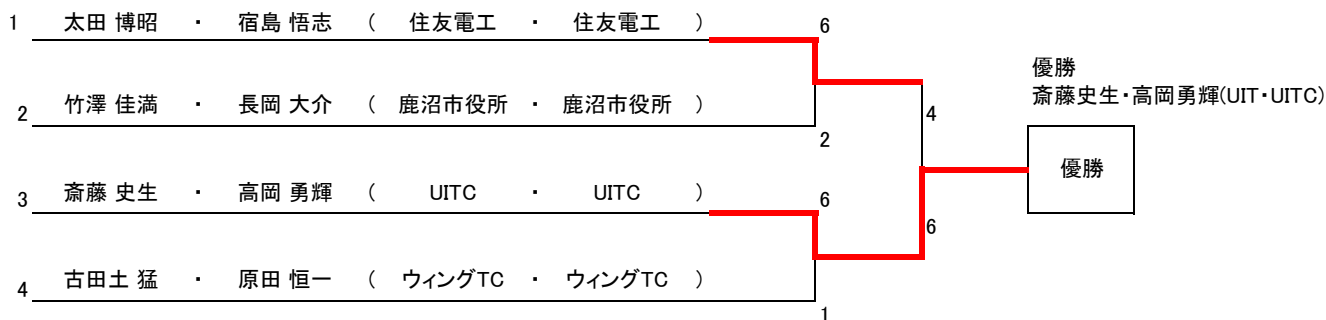 1 太田 博昭 ・ 宿島 悟志 ( 住友電工 ・ 住友電工 ) 6
優勝
2 竹澤 佳満 ・ 長岡 大介 ( 鹿沼市役所 ・ 鹿沼市役所 )
斎藤史生・高岡勇輝(UIT・UITC)
4
2
優勝
3 斎藤 史生 ・ 高岡 勇輝 ( UITC ・ UITC ) 6
6
4 古田土 猛 ・ 原田 恒一 ( ウィングTC ・ ウィングTC )
1